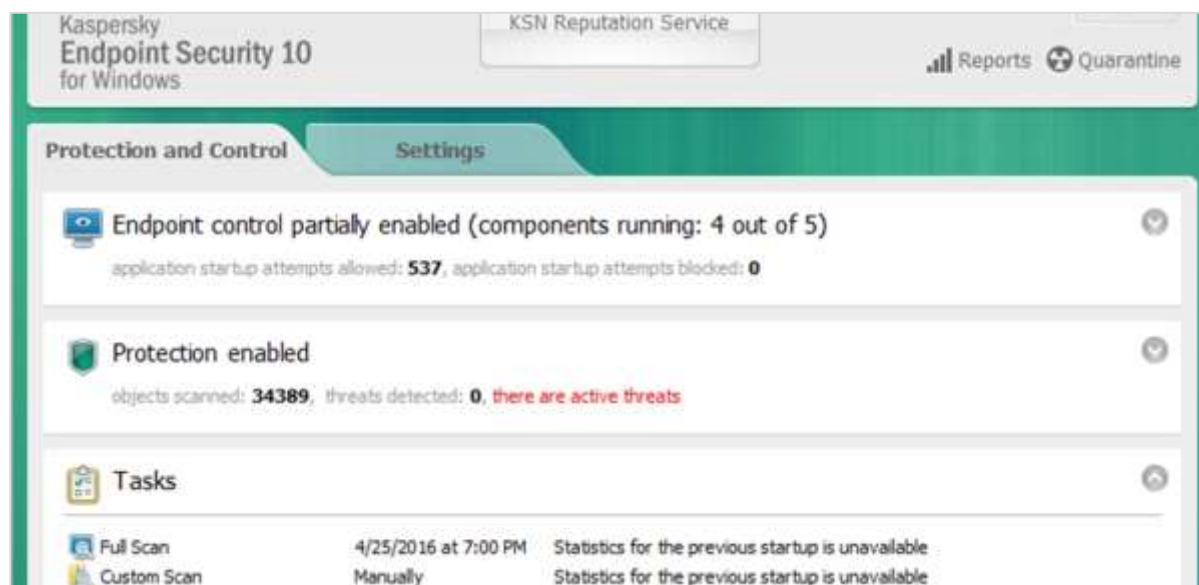 Kaspersky
Endpoint Security 10
for Windows
KSN Reputation Service
Reports Quarantine
Protection and Control Settings
Endpoint control partially enabled (components running: 4 out of 5)
application startup attempts allowed: 537, application startup attempts blocked: 0
Protection enabled
objects scanned: 34389, threats detected: 0, there are active threats
Tasks
Full Scan 4/25/2016 at 7:00 PM Statistics for the previous startup is unavailable
Custom Scan Manually Statistics for the previous startup is unavailable